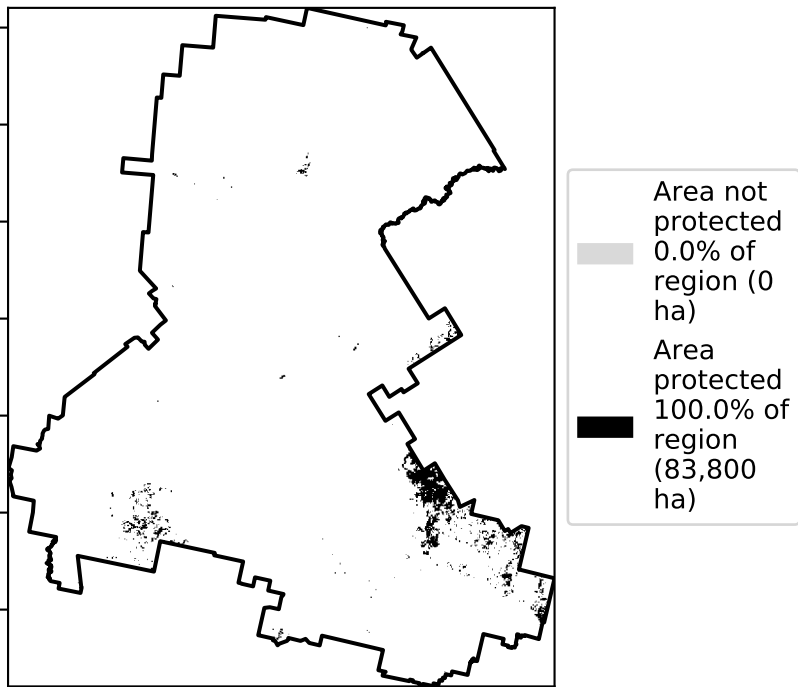 Area not
protected
0.0% of
region (0
ha)
Area
protected
100.0% of
region
(83,800
ha)